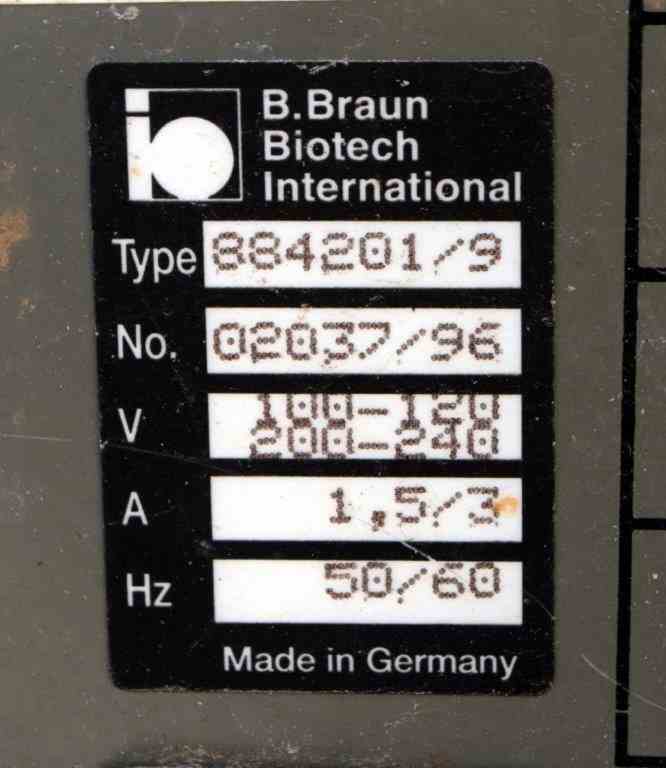 B.Braun
Biotech
International
Type 884201/9
No. 02037/96
V 100-120
200-240
A 1,5/3
Hz 50/60
Made in Germany